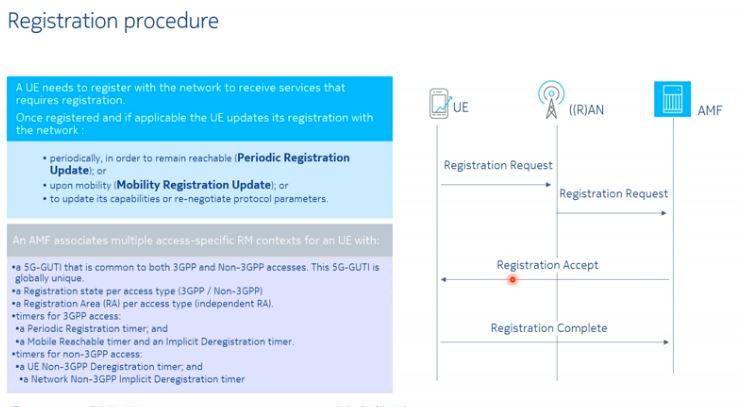 Registration procedure
A UE needs to register with the network to receive services that
requires registration.
Once registered and if applicable the UE updates its registration with
the network :
• periodically, in order to remain reachable (Periodic Registration
Update); or
• upon mobility (Mobility Registration Update); or
• to update its capabilities or re-negotiate protocol parameters.
An AMF associates multiple access-specific RM contexts for an UE with:
•a 5G-GUTI that is common to both 3GPP and Non-3GPP accesses. This 5G-GUTI is
globally unique.
•a Registration state per access type (3GPP / Non-3GPP)
•a Registration Area (RA) per access type (independent RA).
•timers for 3GPP access:
•a Periodic Registration timer; and
•a Mobile Reachable timer and an Implicit Deregistration timer.
•timers for non-3GPP access:
•a UE Non-3GPP Deregistration timer; and
•a Network Non-3GPP Implicit Deregistration timer
UE
((R)AN
AMF
Registration Request
Registration Request
Registration Accept
Registration Complete